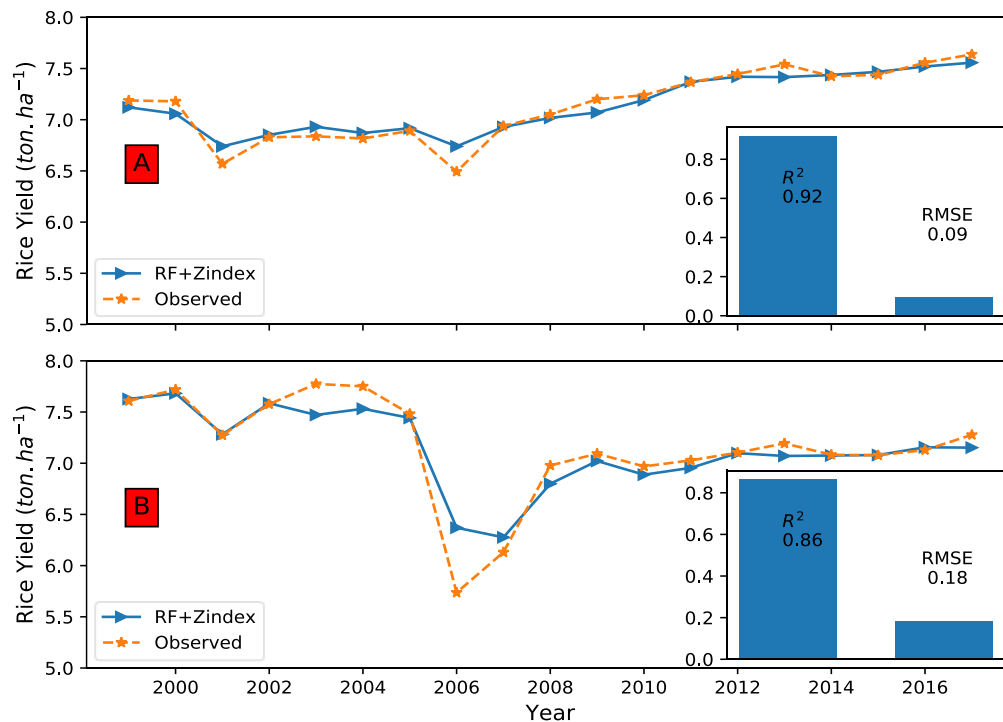 8.0
7.5
7.0
6.5
6.0
5.5
5.0
Rice Yield (ton. ha⁻¹)
A
RF+Zindex
Observed
0.8
0.6
0.4
0.2
0.0
R²
0.92
RMSE
0.09
8.0
7.5
7.0
6.5
6.0
5.5
5.0
Rice Yield (ton. ha⁻¹)
B
RF+Zindex
Observed
0.8
0.6
0.4
0.2
0.0
R²
0.86
RMSE
0.18
2000 2002 2004 2006 2008 2010 2012 2014 2016
Year